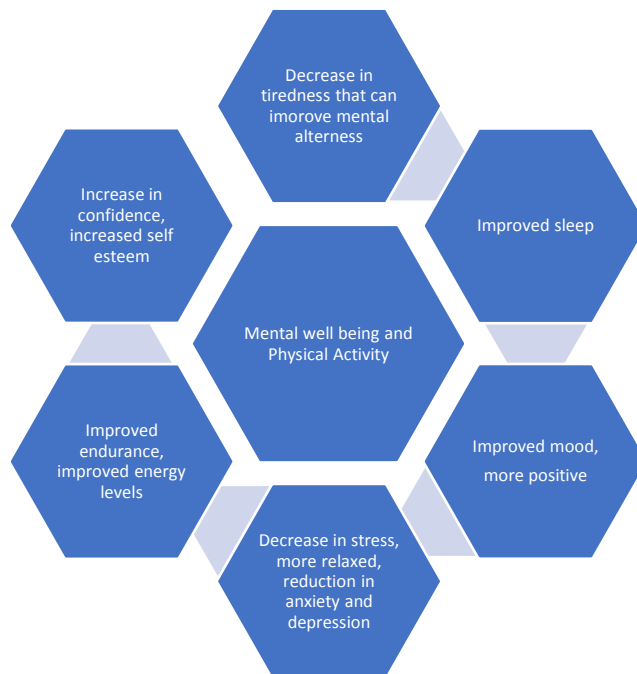 Decrease in
tiredness that can
imorove mental
alterness
Improved sleep
Improved mood,
more positive
Decrease in stress,
more relaxed,
reduction in
anxiety and
depression
Improved
endurance,
improved energy
levels
Increase in
confidence,
increased self
esteem
Mental well being and
Physical Activity